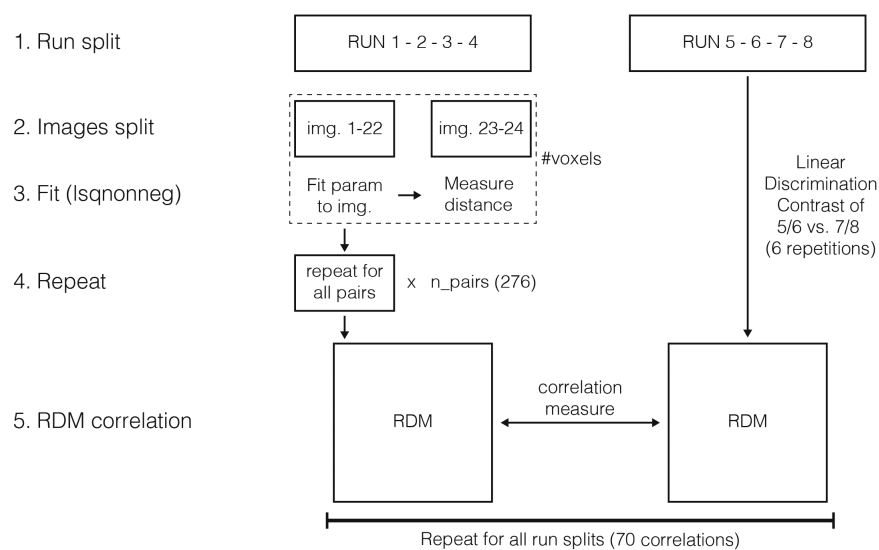 1. Run split
RUN 1 - 2 - 3 - 4
RUN 5 - 6 - 7 - 8
2. Images split
img. 1-22
img. 23-24
#voxels
3. Fit (lsqnonneg)
Fit param
to img.
Measure
distance
Linear
Discrimination
Contrast of
5/6 vs. 7/8
(6 repetitions)
4. Repeat
repeat for
all pairs
x n_pairs (276)
5. RDM correlation
RDM
correlation
measure
RDM
Repeat for all run splits (70 correlations)